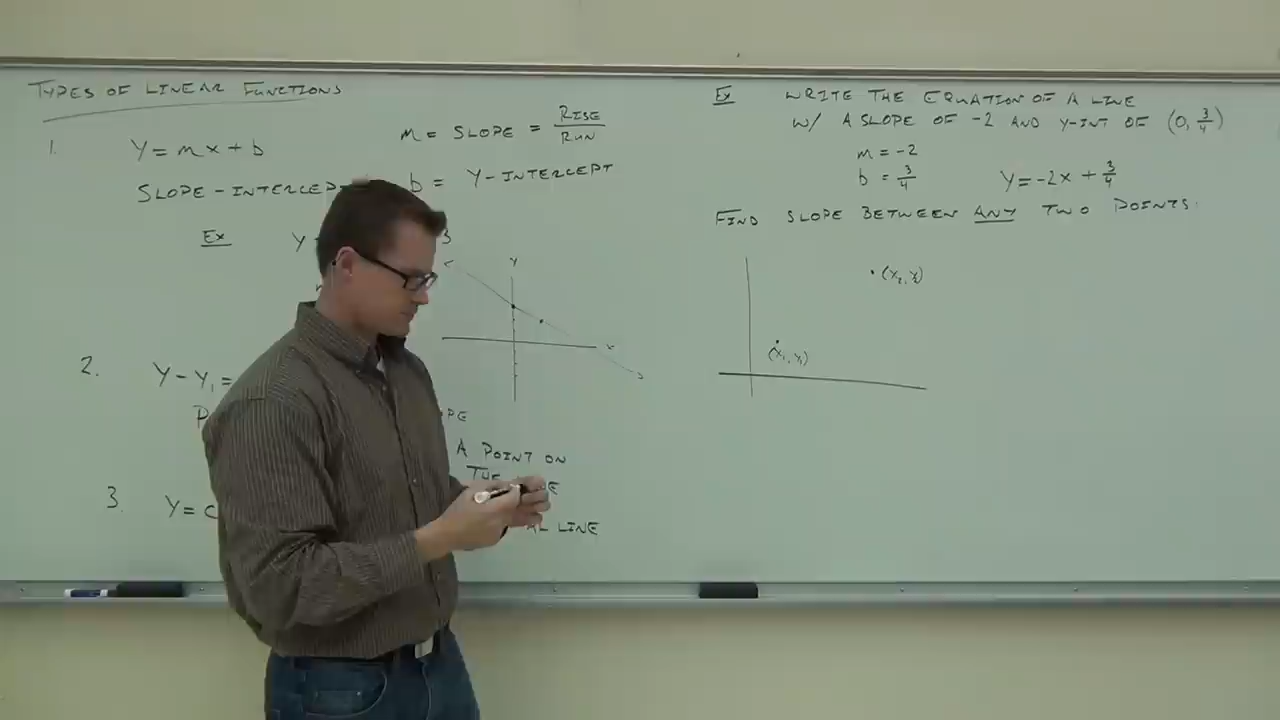 TYPES OF LINEAR FUNCTIONS
1. Y = mx + b
SLOPE-INTERCEPT
m = SLOPE = RISE/RUN
b = Y-INTERCEPT
Ex Y
3
Y
X
2. Y - Y₁ =
A POINT ON
3. Y = C
LINE
Ex WRITE THE EQUATION OF A LINE
W/ A SLOPE OF -2 AND Y-INT OF (0, 3/4)
m = -2
b = 3/4
Y = -2x + 3/4
FIND SLOPE BETWEEN ANY TWO POINTS.
(X₂, Y₂)
(X₁, Y₁)